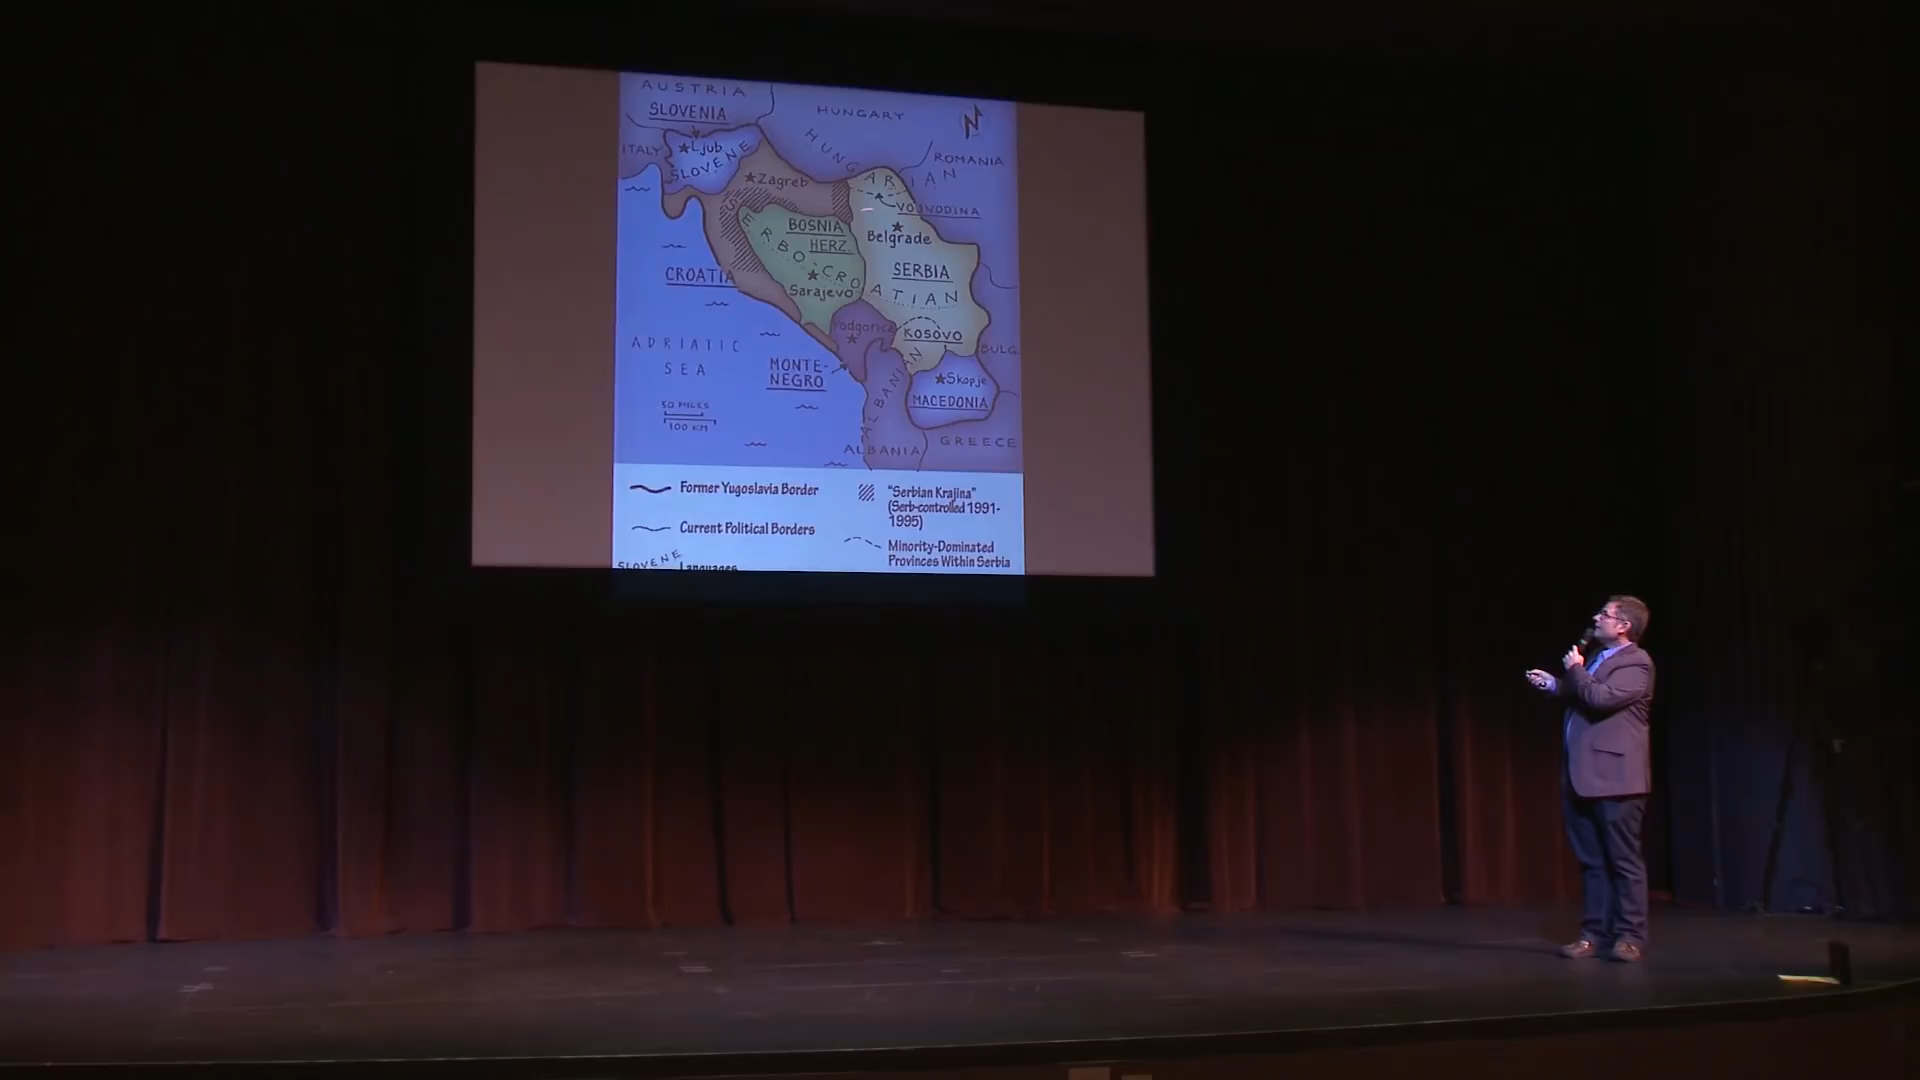 AUSTRIA
SLOVENIA
HUNGARY
N
ITALY
Ljub.
SLOVENE
HUNGARIAN
ROMANIA
Zagreb
VOJVODINA
BOSNIA
HERZ.
Belgrade
SERBO-CROATIAN
CROATIA
SERBIA
Sarajevo
Podgorica
KOSOVO
ADRIATIC
SEA
BULG.
MONTE-
NEGRO
ALBANIAN
Skopje
MACEDONIA
50 MILES
100 KM
ALBANIA
GREECE
Former Yugoslavia Border
"Serbian Krajina"
(Serb-controlled 1991-
1995)
Current Political Borders
Minority-Dominated
Provinces Within Serbia
SLOVENE
Languages